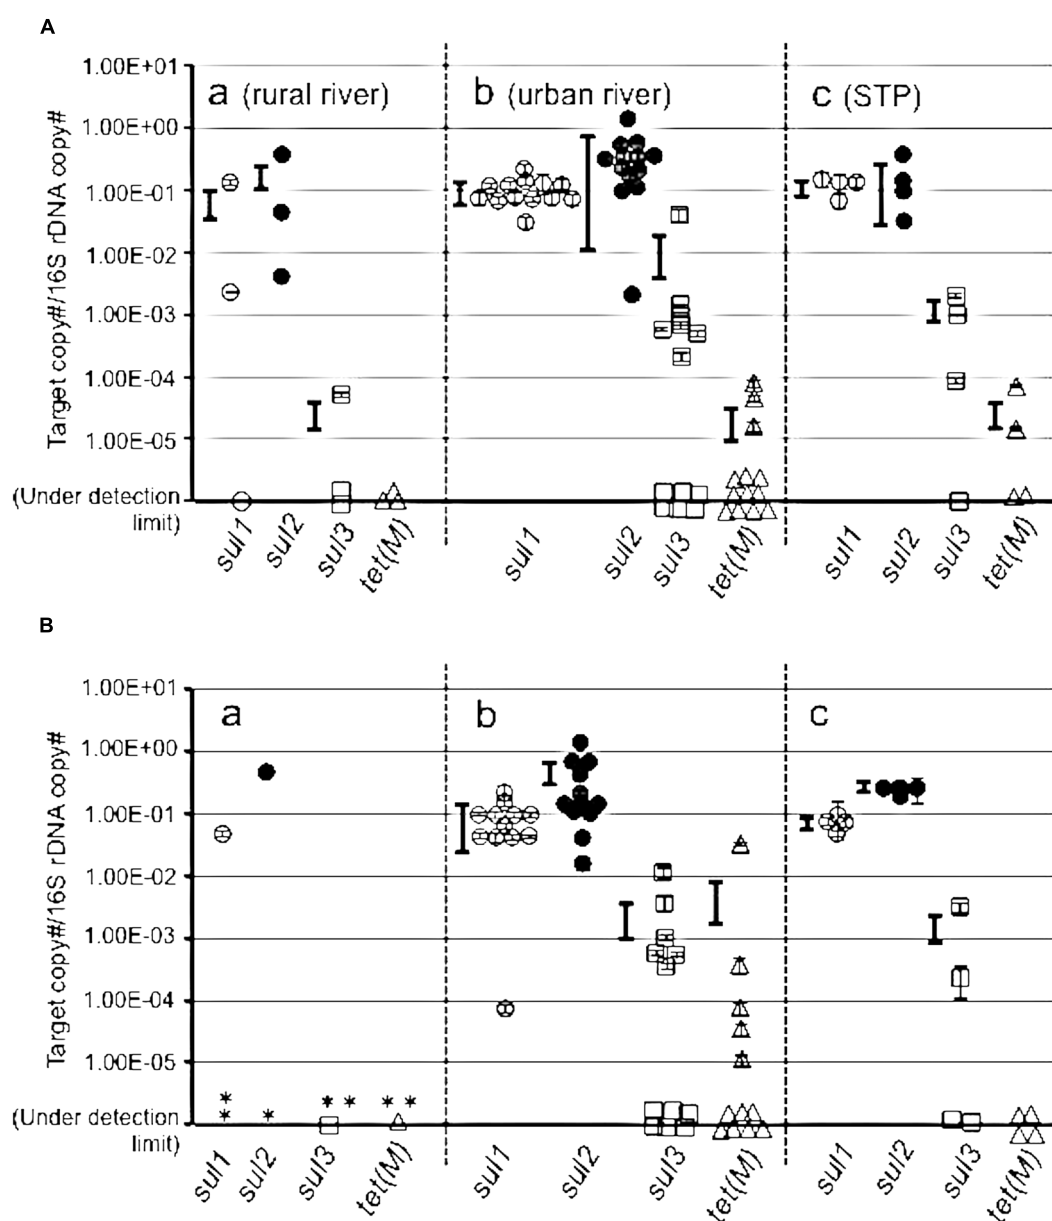 A
1.00E+01
a (rural river)
b (urban river)
c (STP)
1.00E+00
1.00E-01
1.00E-02
1.00E-03
1.00E-04
1.00E-05
(Under detection
limit)
Target copy#/16S rDNA copy#
sul1
sul2
sul3
tet(M)
sul1
sul2
sul3
tet(M)
sul1
sul2
sul3
tet(M)
B
1.00E+01
a
b
c
1.00E+00
1.00E-01
1.00E-02
1.00E-03
1.00E-04
1.00E-05
(Under detection
limit)
Target copy#/16S rDNA copy#
* * * * * * *
sul1
sul2
sul3
tet(M)
sul1
sul2
sul3
tet(M)
sul1
sul2
sul3
tet(M)